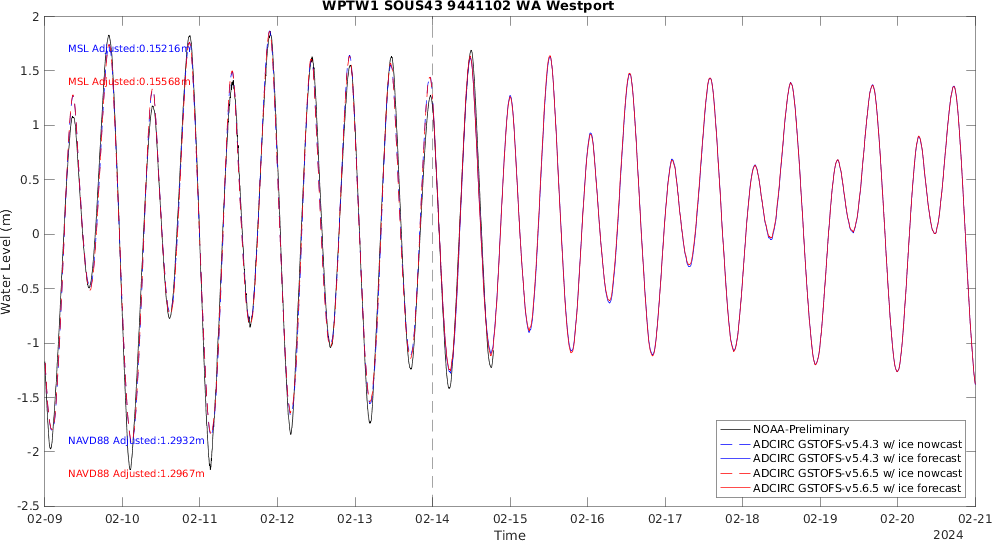 WPTW1 SOUS43 9441102 WA Westport
2
1.5
1
0.5
0
-0.5
-1
-1.5
-2
-2.5
Water Level (m)
MSL Adjusted:0.15216m
MSL Adjusted:0.15568m
NAVD88 Adjusted:1.2932m
NAVD88 Adjusted:1.2967m
NOAA-Preliminary
ADCIRC GSTOFS-v5.4.3 w/ ice nowcast
ADCIRC GSTOFS-v5.4.3 w/ ice forecast
ADCIRC GSTOFS-v5.6.5 w/ ice nowcast
ADCIRC GSTOFS-v5.6.5 w/ ice forecast
02-09 02-10 02-11 02-12 02-13 02-14 02-15 02-16 02-17 02-18 02-19 02-20 02-21
Time
2024